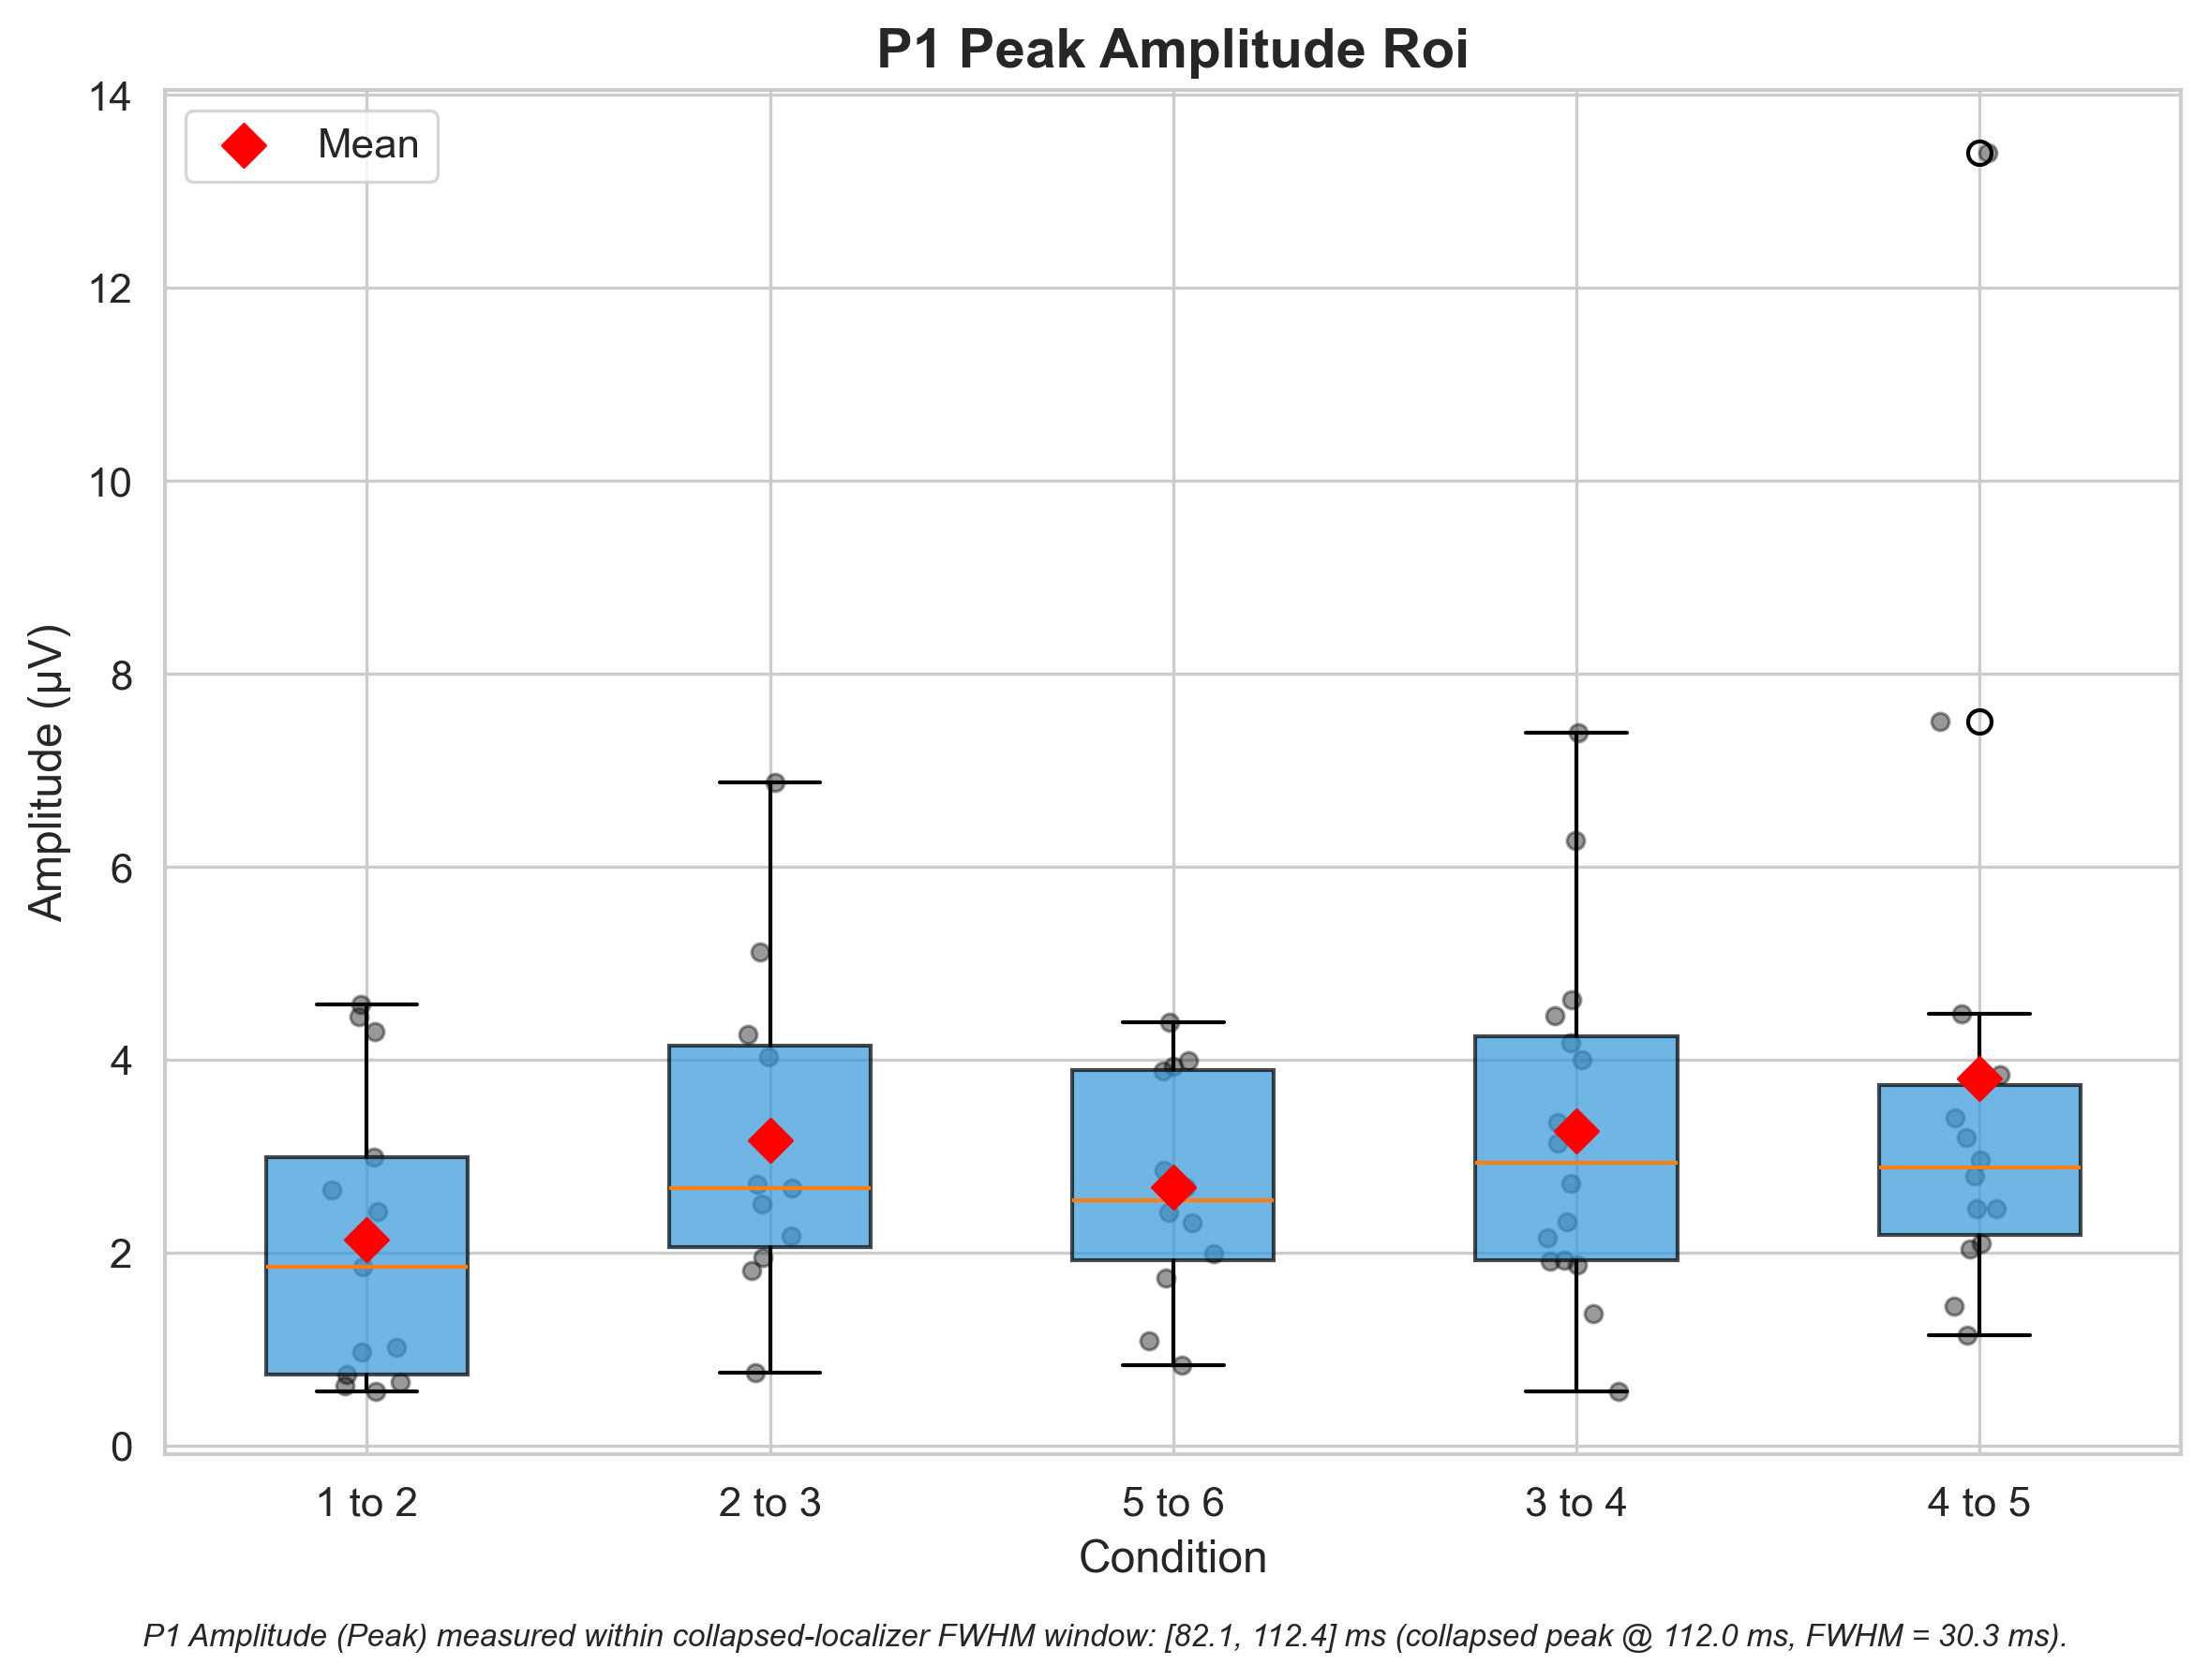 P1 Peak Amplitude Roi
Mean
14
12
10
8
6
4
2
0
Amplitude (µV)
1 to 2
2 to 3
5 to 6
3 to 4
4 to 5
Condition
P1 Amplitude (Peak) measured within collapsed-localizer FWHM window: [82.1, 112.4] ms (collapsed peak @ 112.0 ms, FWHM = 30.3 ms).